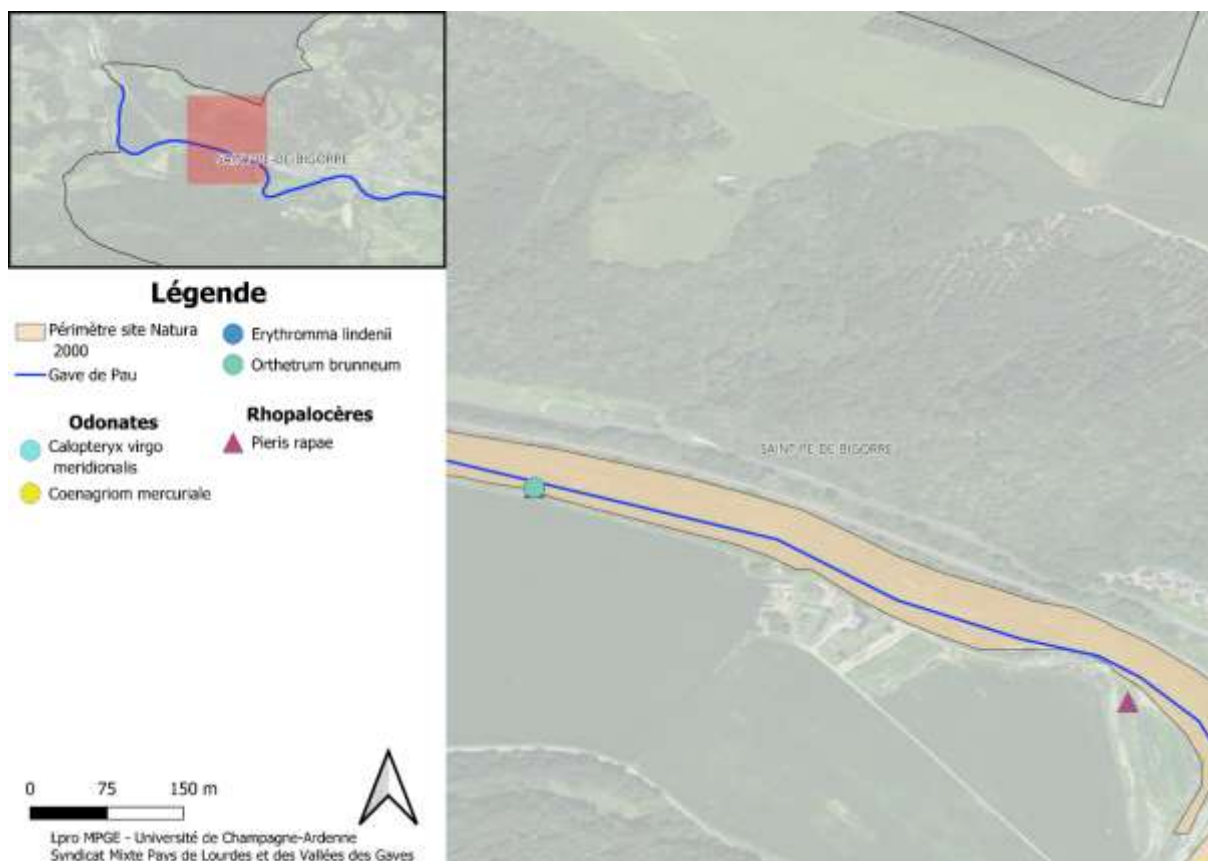 SAINT PE DE BIGORRE
Légende
Périmètre site Natura
2000
Gave de Pau
Odonates
Calopteryx virgo
meridionalis
Coenagriom mercuriale
Erythromma lindenii
Orthetrum brunneum
Rhopalocères
Pieris rapae
SAINT PE DE BIGORRE
0 75 150 m
Lpro MPGE - Université de Champagne-Ardenne
Syndicat Mixte Pays de Lourdes et des Vallées des Gaves